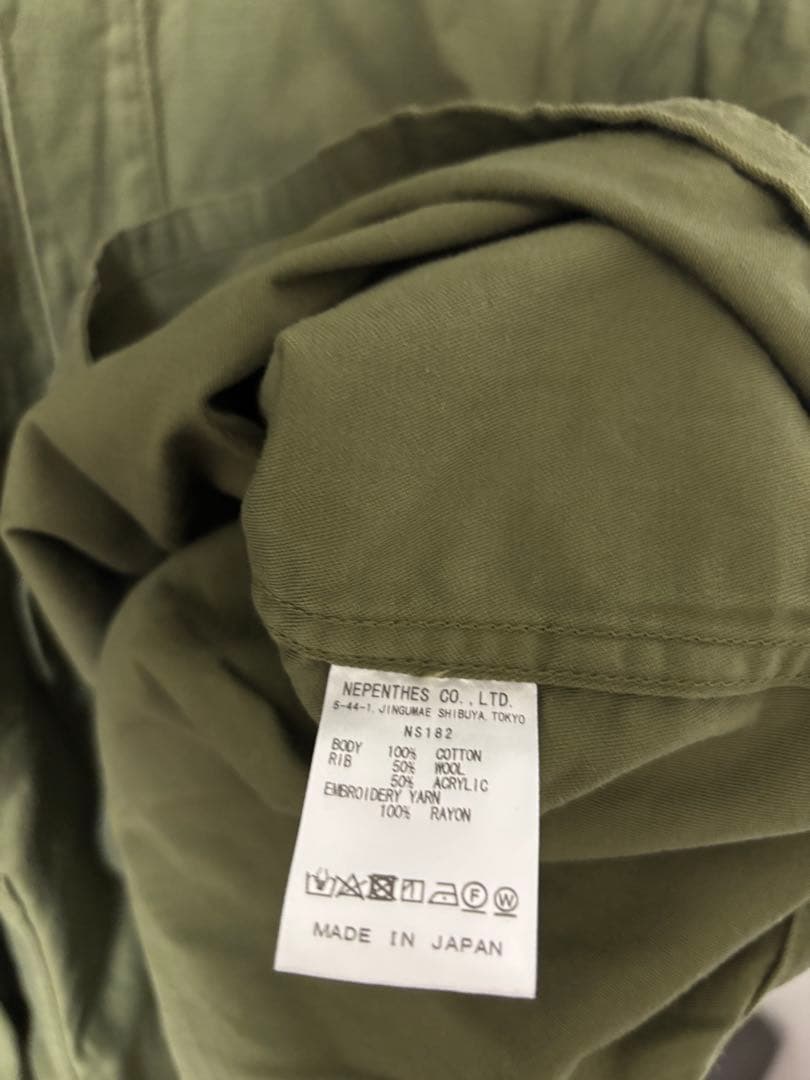 NEPENTHES CO.,LTD.
5-44-1, JINGUMAE SHIBUYA, TOKYO
NS182
BODY 100% COTTON
RIB 50% WOOL
50% ACRYLIC
EMBROIDERY YARN
100% RAYON
F W
MADE IN JAPAN